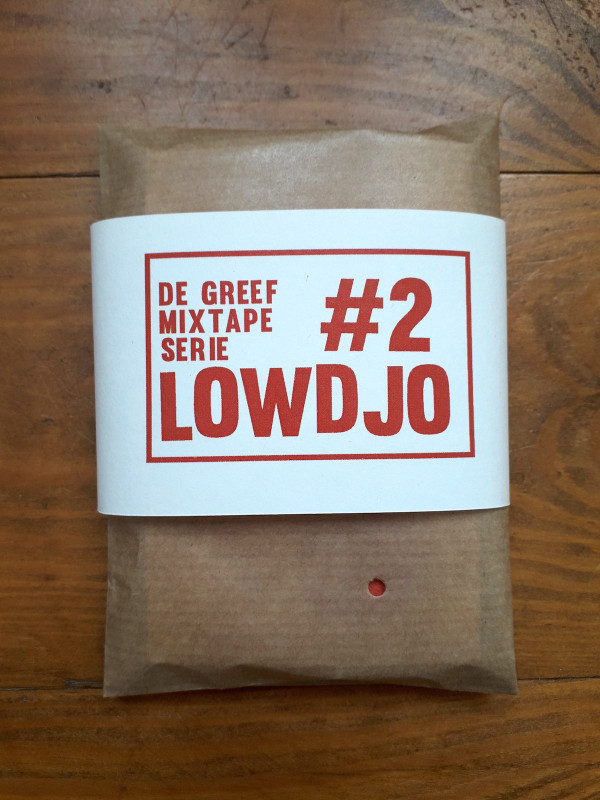 DE GREEF
MIXTAPE
SERIE
#2
LOWDJO